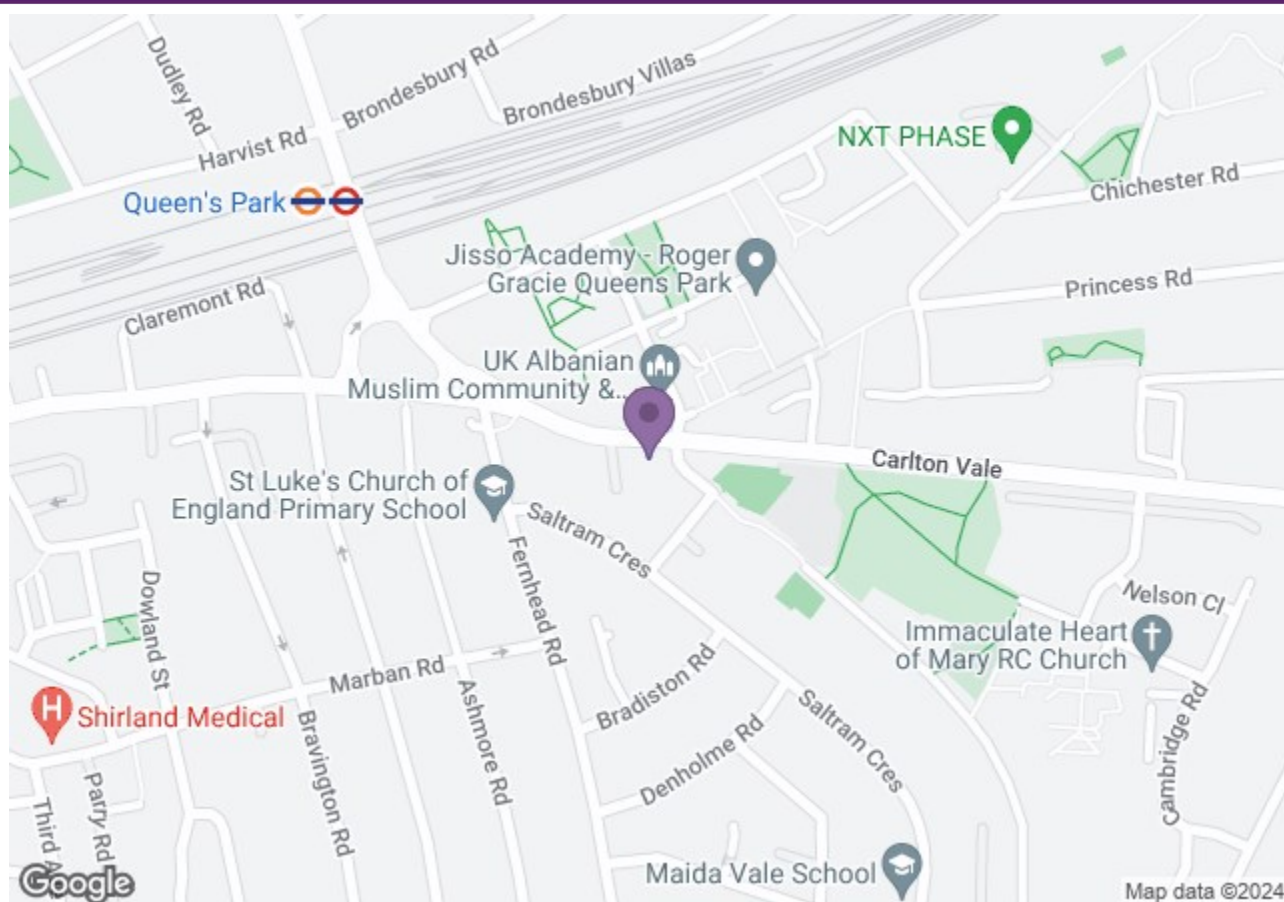 Dudley Rd
Brondesbury Rd
Brondesbury Villas
Harvist Rd
NXT PHASE
Queen's Park
Chichester Rd
Jisso Academy - Roger
Gracie Queens Park
Princess Rd
Claremont Rd
UK Albanian
Muslim Community &..
Carlton Vale
St Luke's Church of
England Primary School
Saltram Cres
Fernhead Rd
Dowland St
Nelson Cl
Immaculate Heart
of Mary RC Church
Marban Rd
Bradiston Rd
Shirland Medical
Ashmore Rd
Saltram Cres
Bravington Rd
Denholme Rd
Cambridge Rd
Parry Rd
Third A
Maida Vale School
Google
Map data ©2024